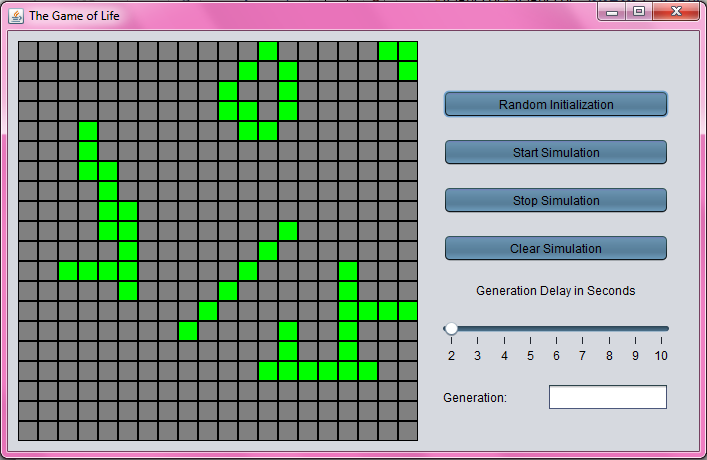 The Game of Life
Random Initialization
Start Simulation
Stop Simulation
Clear Simulation
Generation Delay in Seconds
2 3 4 5 6 7 8 9 10
Generation: